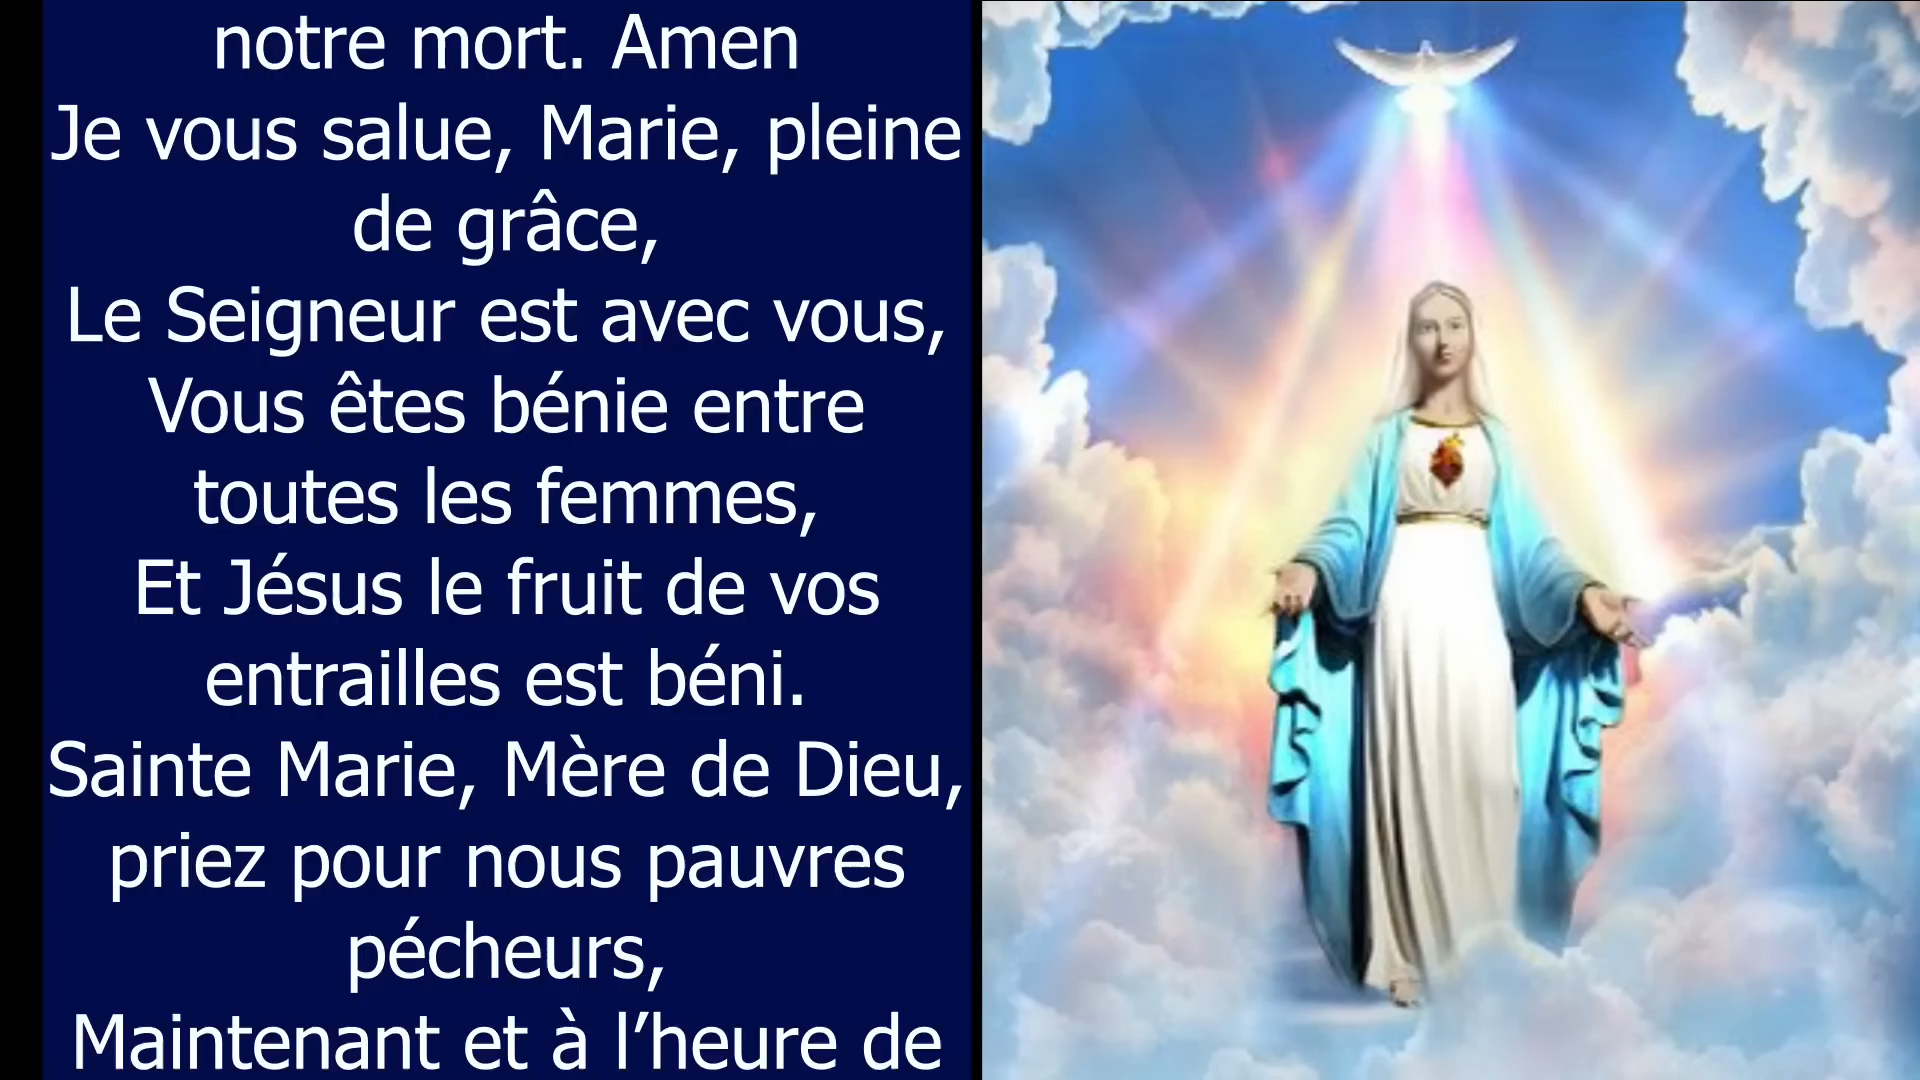 notre mort. Amen
Je vous salue, Marie, pleine
de grâce,
Le Seigneur est avec vous,
Vous êtes bénie entre
toutes les femmes,
Et Jésus le fruit de vos
entrailles est béni.
Sainte Marie, Mère de Dieu,
priez pour nous pauvres
pécheurs,
Maintenant et à l’heure de